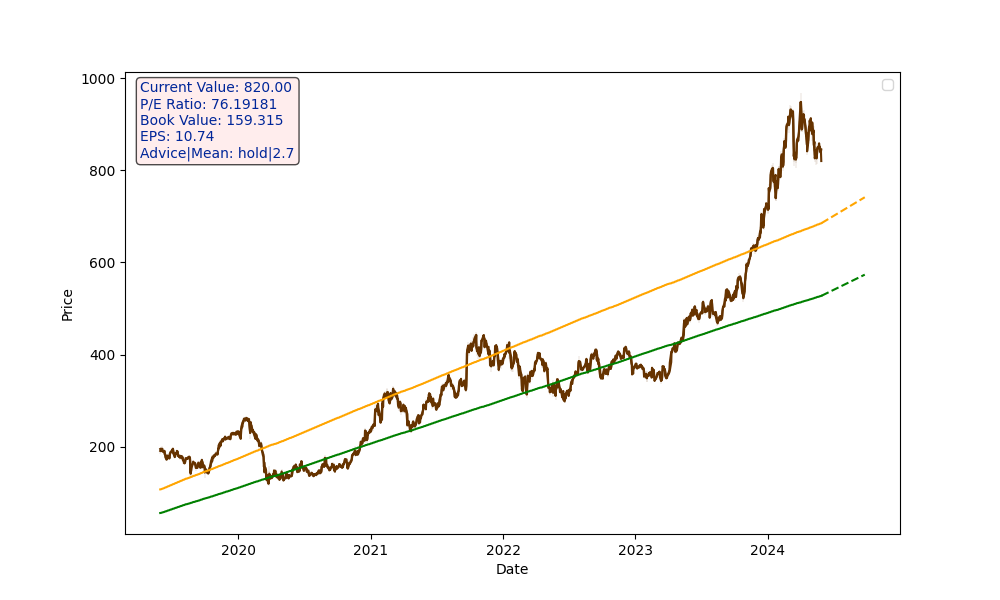 Current Value: 820.00
P/E Ratio: 76.19181
Book Value: 159.315
EPS: 10.74
Advice|Mean: hold|2.7
1000
800
600
400
200
Price
2020
2021
2022
2023
2024
Date